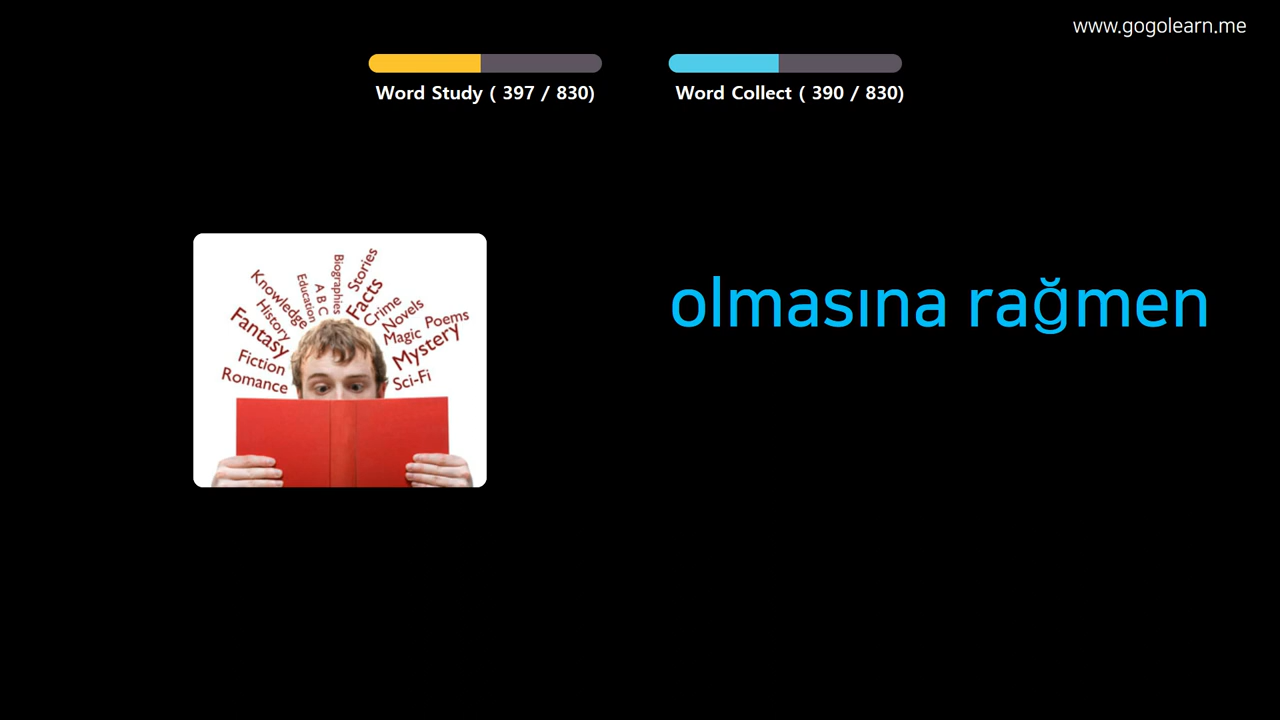 www.gogolearn.me
Word Study ( 397 / 830)
Word Collect ( 390 / 830)
olmasına rağmen
Knowledge
History
Fantasy
Fiction
Romance
Education
A B C
Biographies
Stories
Facts
Crime
Novels
Magic
Poems
Mystery
Sci-Fi